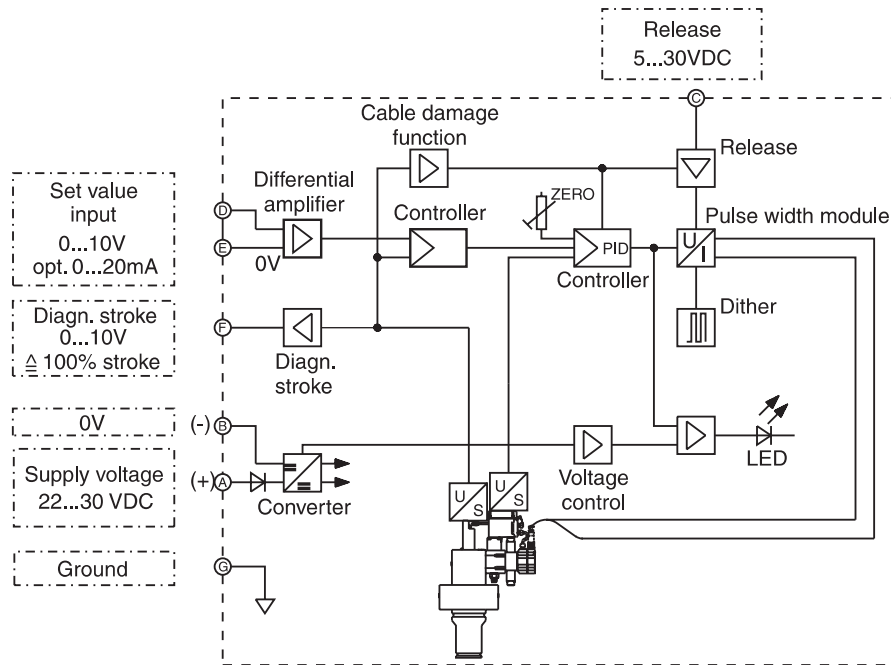 Release
5...30VDC
C
Cable damage
function
Release
Set value
input
0...10V
opt. 0...20mA
D
E
Differential
amplifier
0V
Controller
ZERO
PID
Controller
Pulse width module
U
I
Diagn. stroke
0...10V
≙ 100% stroke
F
Diagn.
stroke
Dither
0V
(-)
B
Supply voltage
22...30 VDC
(+)
A
Converter
Voltage
control
LED
U
S
U
S
Ground
G